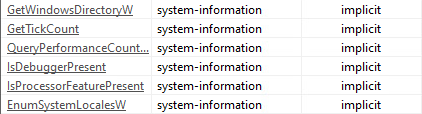 GetWindowsDirectoryW system-information implicit
GetTickCount system-information implicit
QueryPerformanceCount... system-information implicit
IsDebuggerPresent system-information implicit
IsProcessorFeaturePresent system-information implicit
EnumSystemLocalesW system-information implicit